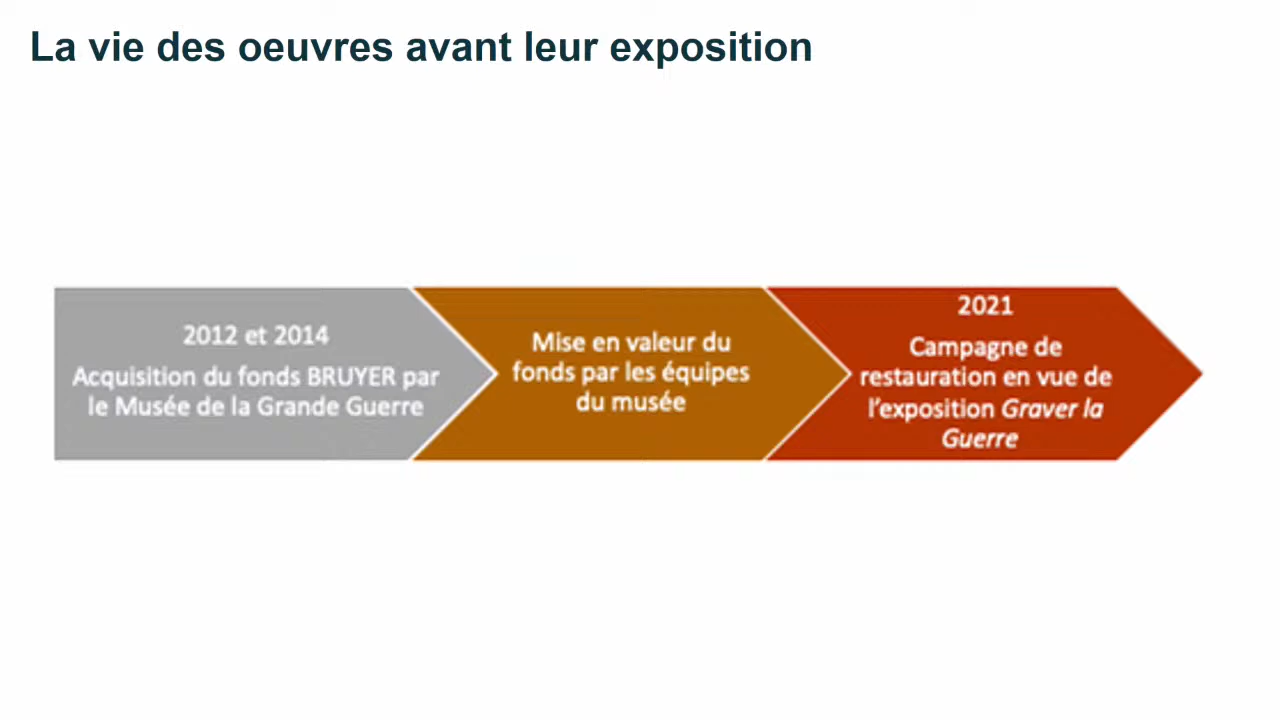 La vie des oeuvres avant leur exposition
2012 et 2014
Acquisition du fonds BRUYER par
le Musée de la Grande Guerre
Mise en valeur du
fonds par les équipes
du musée
2021
Campagne de
restauration en vue de
l'exposition Graver la
Guerre